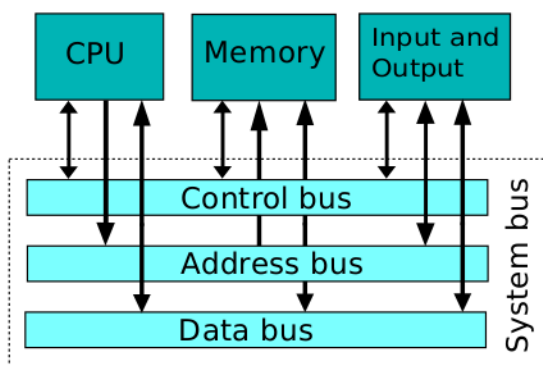 CPU
Memory
Input and
Output
Control bus
Address bus
Data bus
System bus